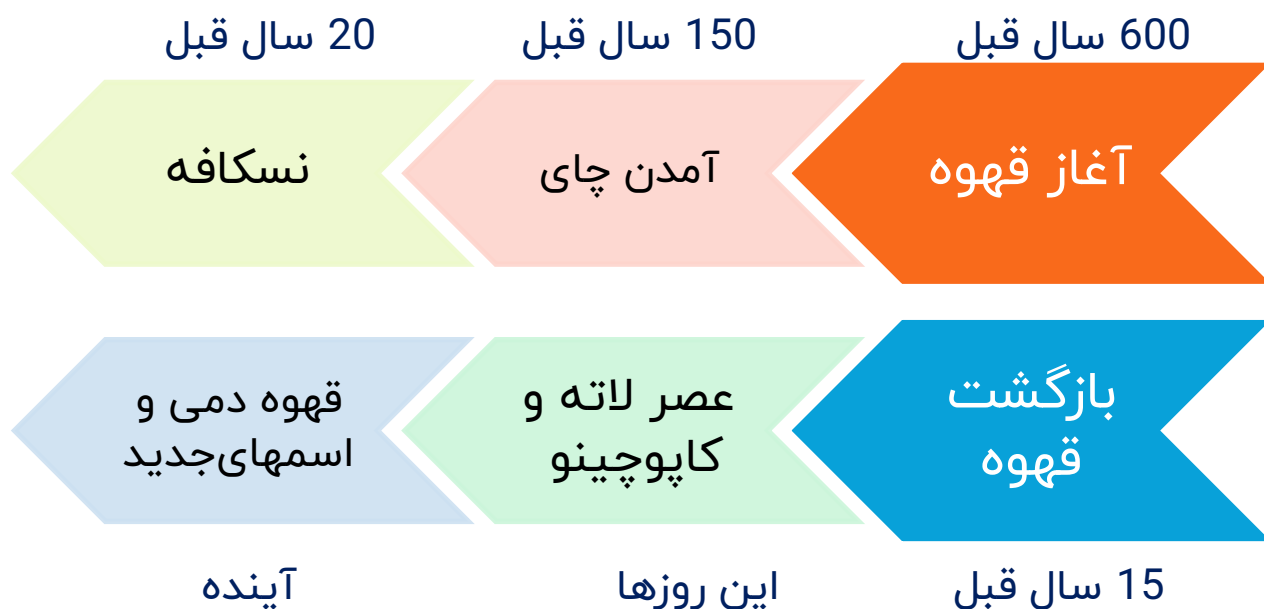 600 سال قبل
150 سال قبل
20 سال قبل
آغاز قهوه
آمدن چای
نسکافه
بازگشت
قهوه
عصر لاته و
کاپوچینو
قهوه دمی و
اسمهای‌جدید
15 سال قبل
این روزها
آینده